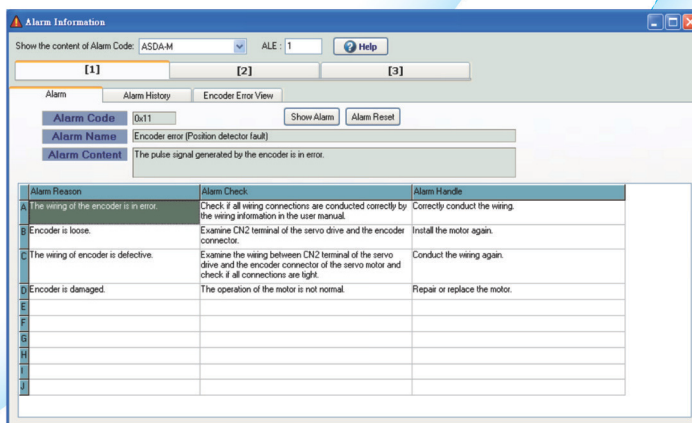 Alarm Information
Show the content of Alarm Code: ASDA-M ALE : 1 Help
[1] [2] [3]
Alarm Alarm History Encoder Error View
Alarm Code 0x11 Show Alarm Alarm Reset
Alarm Name Encoder error (Position detector fault)
Alarm Content The pulse signal generated by the encoder is in error.
Alarm Reason Alarm Check Alarm Handle
A The wiring of the encoder is in error. Check if all wiring connections are conducted correctly by Correctly conduct the wiring.
the wiring information in the user manual.
B Encoder is loose. Examine CN2 terminal of the servo drive and the encoder Install the motor again.
connector.
C The wiring of encoder is defective. Examine the wiring between CN2 terminal of the servo Conduct the wiring again.
drive and the encoder connector of the servo motor and
check if all connections are tight.
D Encoder is damaged. The operation of the motor is not normal. Repair or replace the motor.
E
F
G
H
I
J